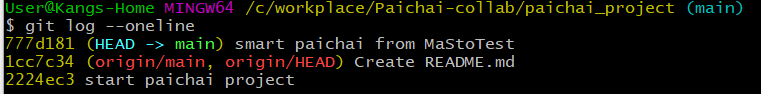 User@Kangs-Home MINGW64 /c/workplace/Paichai-collab/paichai_project (main)
$ git log --oneline
777d181 (HEAD -> main) smart paichai from MaStoTest
1cc7c34 (origin/main, origin/HEAD) Create README.md
2224ec3 start paichai project